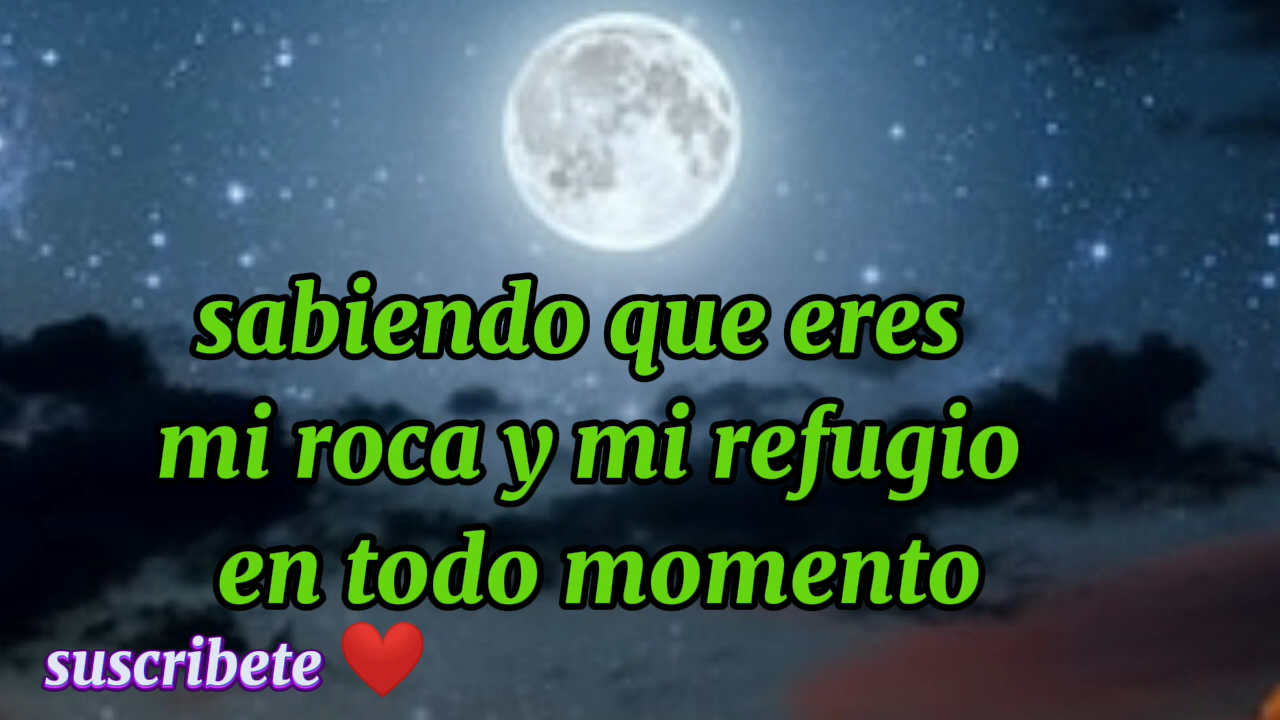 sabiendo que eres
mi roca y mi refugio
en todo momento
suscribete ❤️